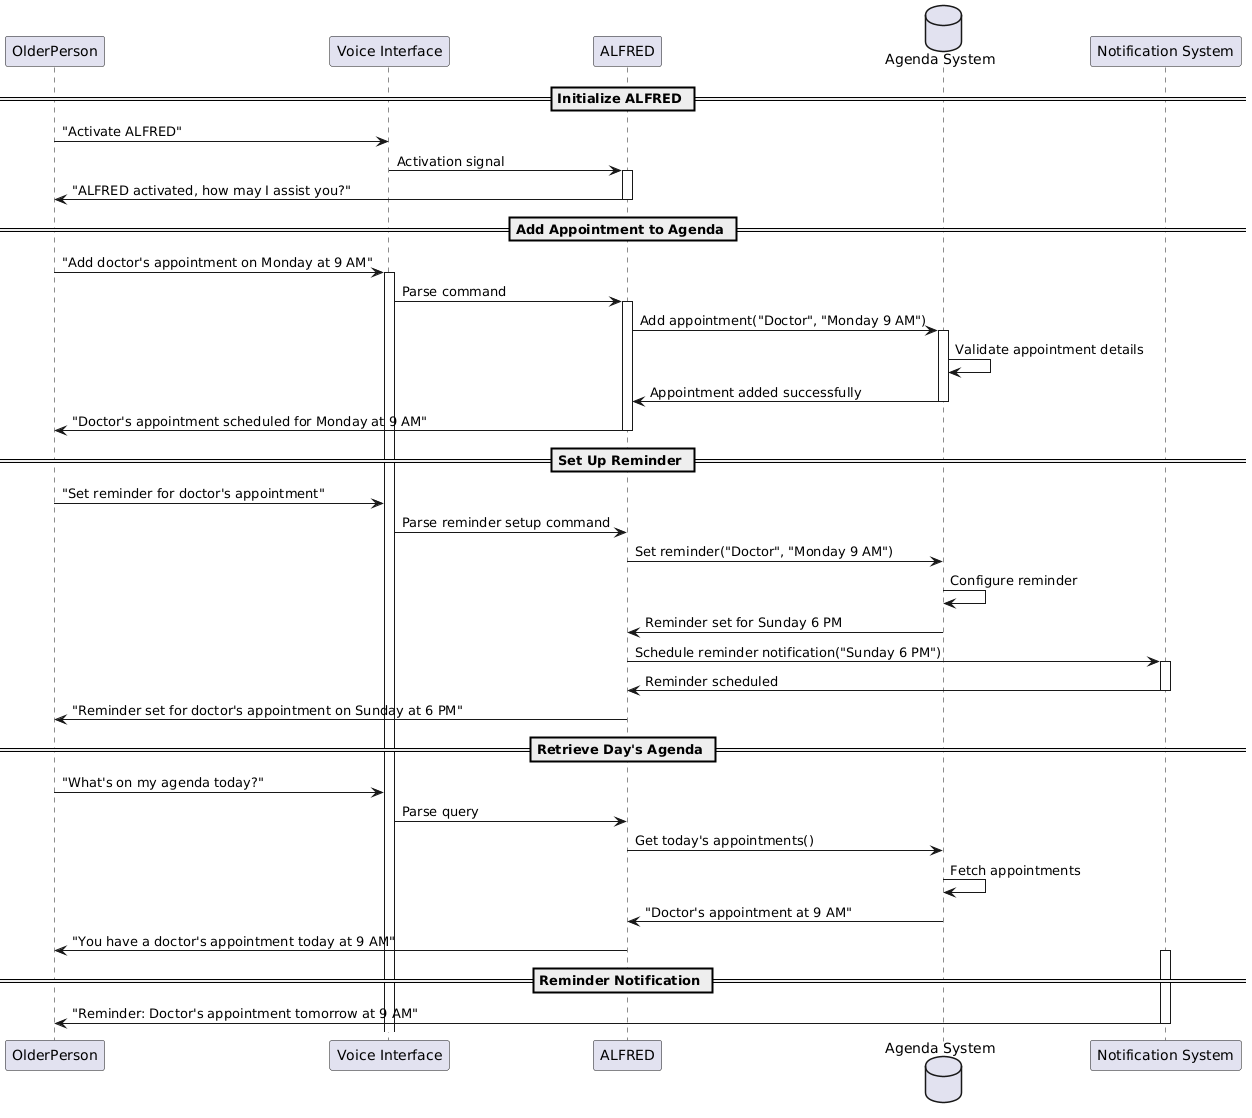 OlderPerson
Voice Interface
ALFRED
Agenda System
Notification System
Initialize ALFRED
"Activate ALFRED"
Activation signal
"ALFRED activated, how may I assist you?"
Add Appointment to Agenda
"Add doctor's appointment on Monday at 9 AM"
Parse command
Add appointment("Doctor", "Monday 9 AM")
Validate appointment details
Appointment added successfully
"Doctor's appointment scheduled for Monday at 9 AM"
Set Up Reminder
"Set reminder for doctor's appointment"
Parse reminder setup command
Set reminder("Doctor", "Monday 9 AM")
Configure reminder
Reminder set for Sunday 6 PM
Schedule reminder notification("Sunday 6 PM")
Reminder scheduled
"Reminder set for doctor's appointment on Sunday at 6 PM"
Retrieve Day's Agenda
"What's on my agenda today?"
Parse query
Get today's appointments()
Fetch appointments
"Doctor's appointment at 9 AM"
"You have a doctor's appointment today at 9 AM"
Reminder Notification
"Reminder: Doctor's appointment tomorrow at 9 AM"
OlderPerson
Voice Interface
ALFRED
Agenda System
Notification System